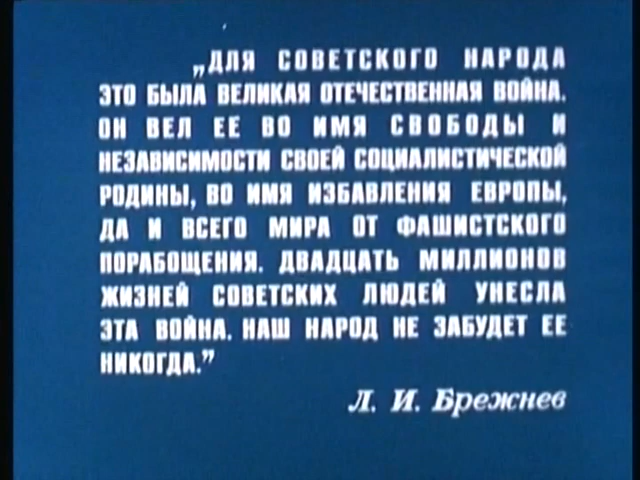 „ДЛЯ СОВЕТСКОГО НАРОДА
ЭТО БЫЛА ВЕЛИКАЯ ОТЕЧЕСТВЕННАЯ ВОЙНА.
ОН ВЕЛ ЕЕ ВО ИМЯ СВОБОДЫ И
НЕЗАВИСИМОСТИ СВОЕЙ СОЦИАЛИСТИЧЕСКОЙ
РОДИНЫ, ВО ИМЯ ИЗБАВЛЕНИЯ ЕВРОПЫ,
ДА И ВСЕГО МИРА ОТ ФАШИСТСКОГО
ПОРАБОЩЕНИЯ. ДВАДЦАТЬ МИЛЛИОНОВ
ЖИЗНЕЙ СОВЕТСКИХ ЛЮДЕЙ УНЕСЛА
ЭТА ВОЙНА. НАШ НАРОД НЕ ЗАБУДЕТ ЕЕ
НИКОГДА.”
Л. И. Брежнев